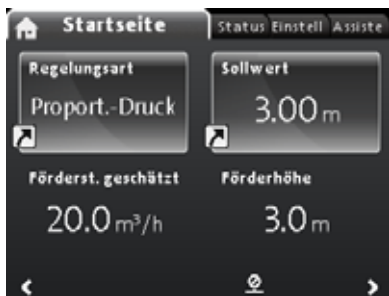 Startseite Status Einstell Assiste
Regelungsart Sollwert
Proport.-Druck 3.00 m
Förderst. geschätzt Förderhöhe
20.0 m³/h 3.0 m